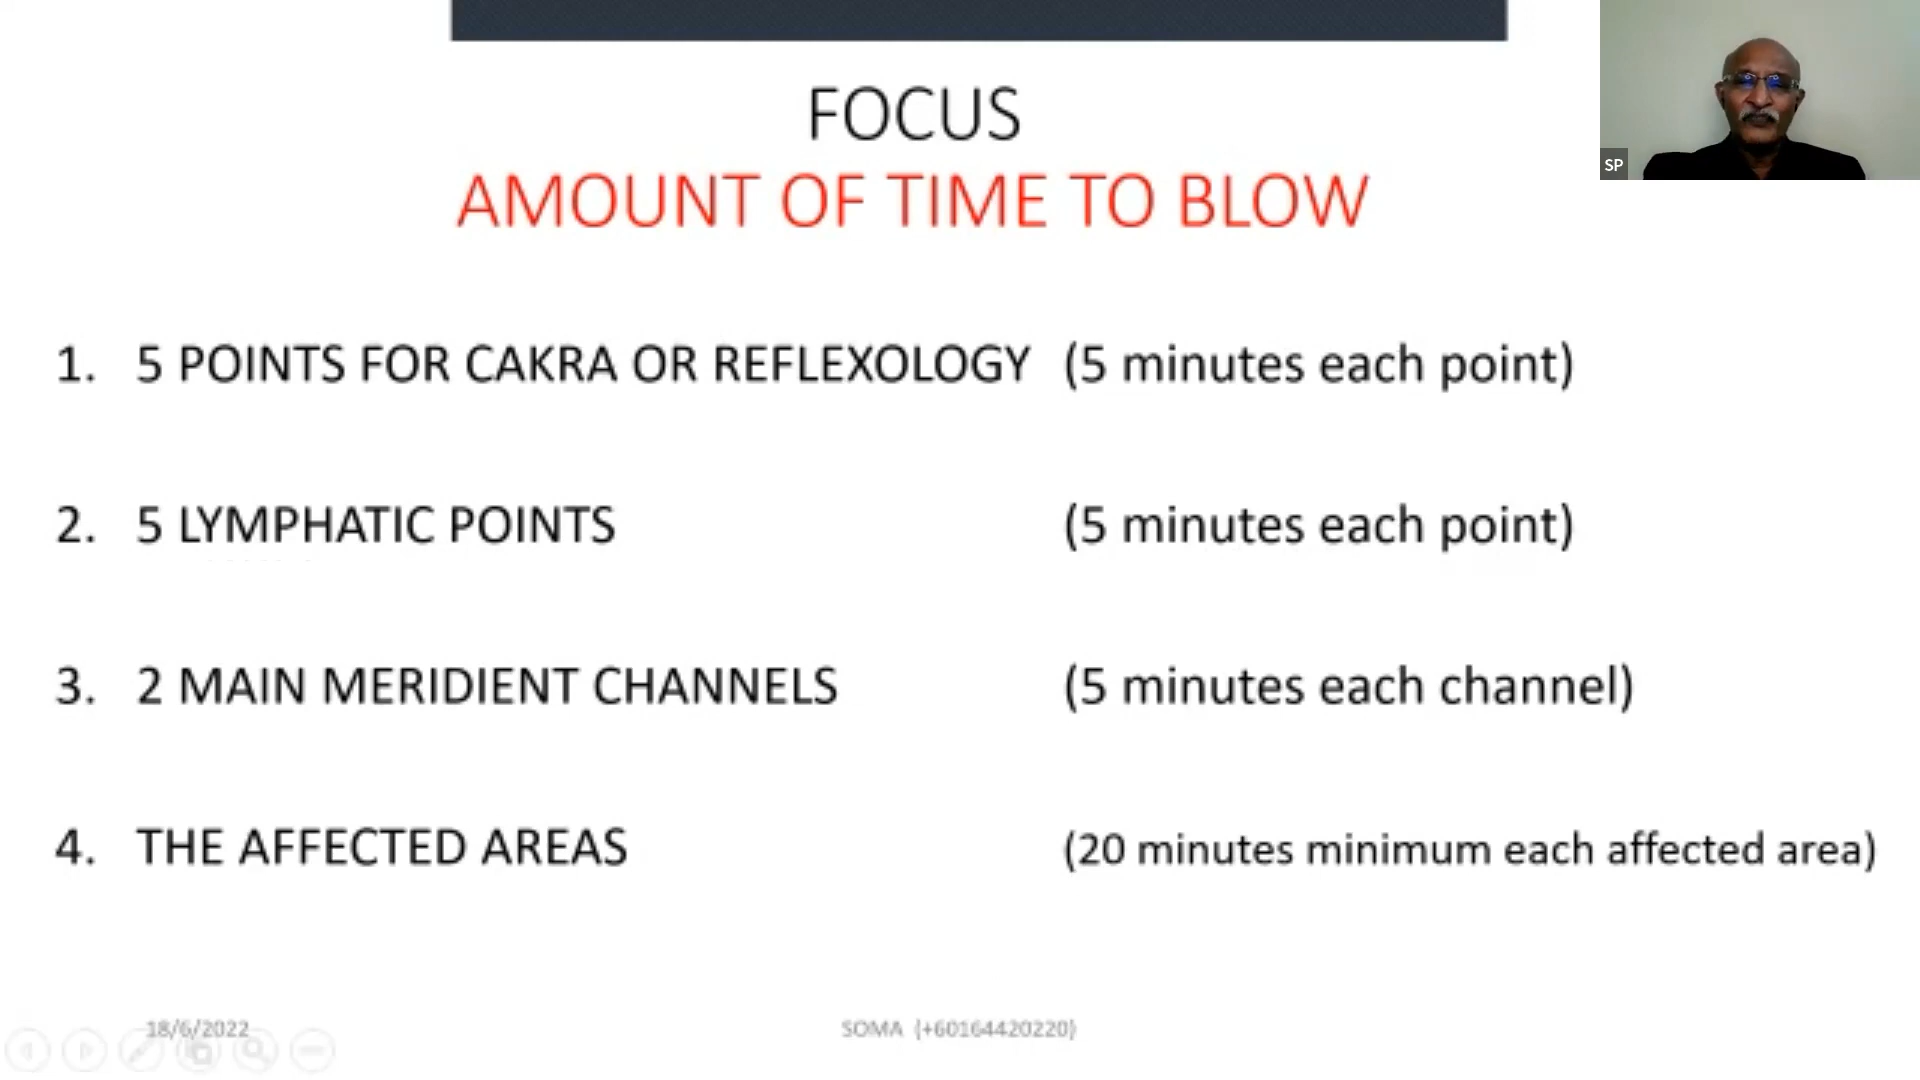 FOCUS
AMOUNT OF TIME TO BLOW
SP
1. 5 POINTS FOR CAKRA OR REFLEXOLOGY (5 minutes each point)
2. 5 LYMPHATIC POINTS (5 minutes each point)
3. 2 MAIN MERIDIENT CHANNELS (5 minutes each channel)
4. THE AFFECTED AREAS (20 minutes minimum each affected area)
18/6/2022
SOMA (+60164420220)